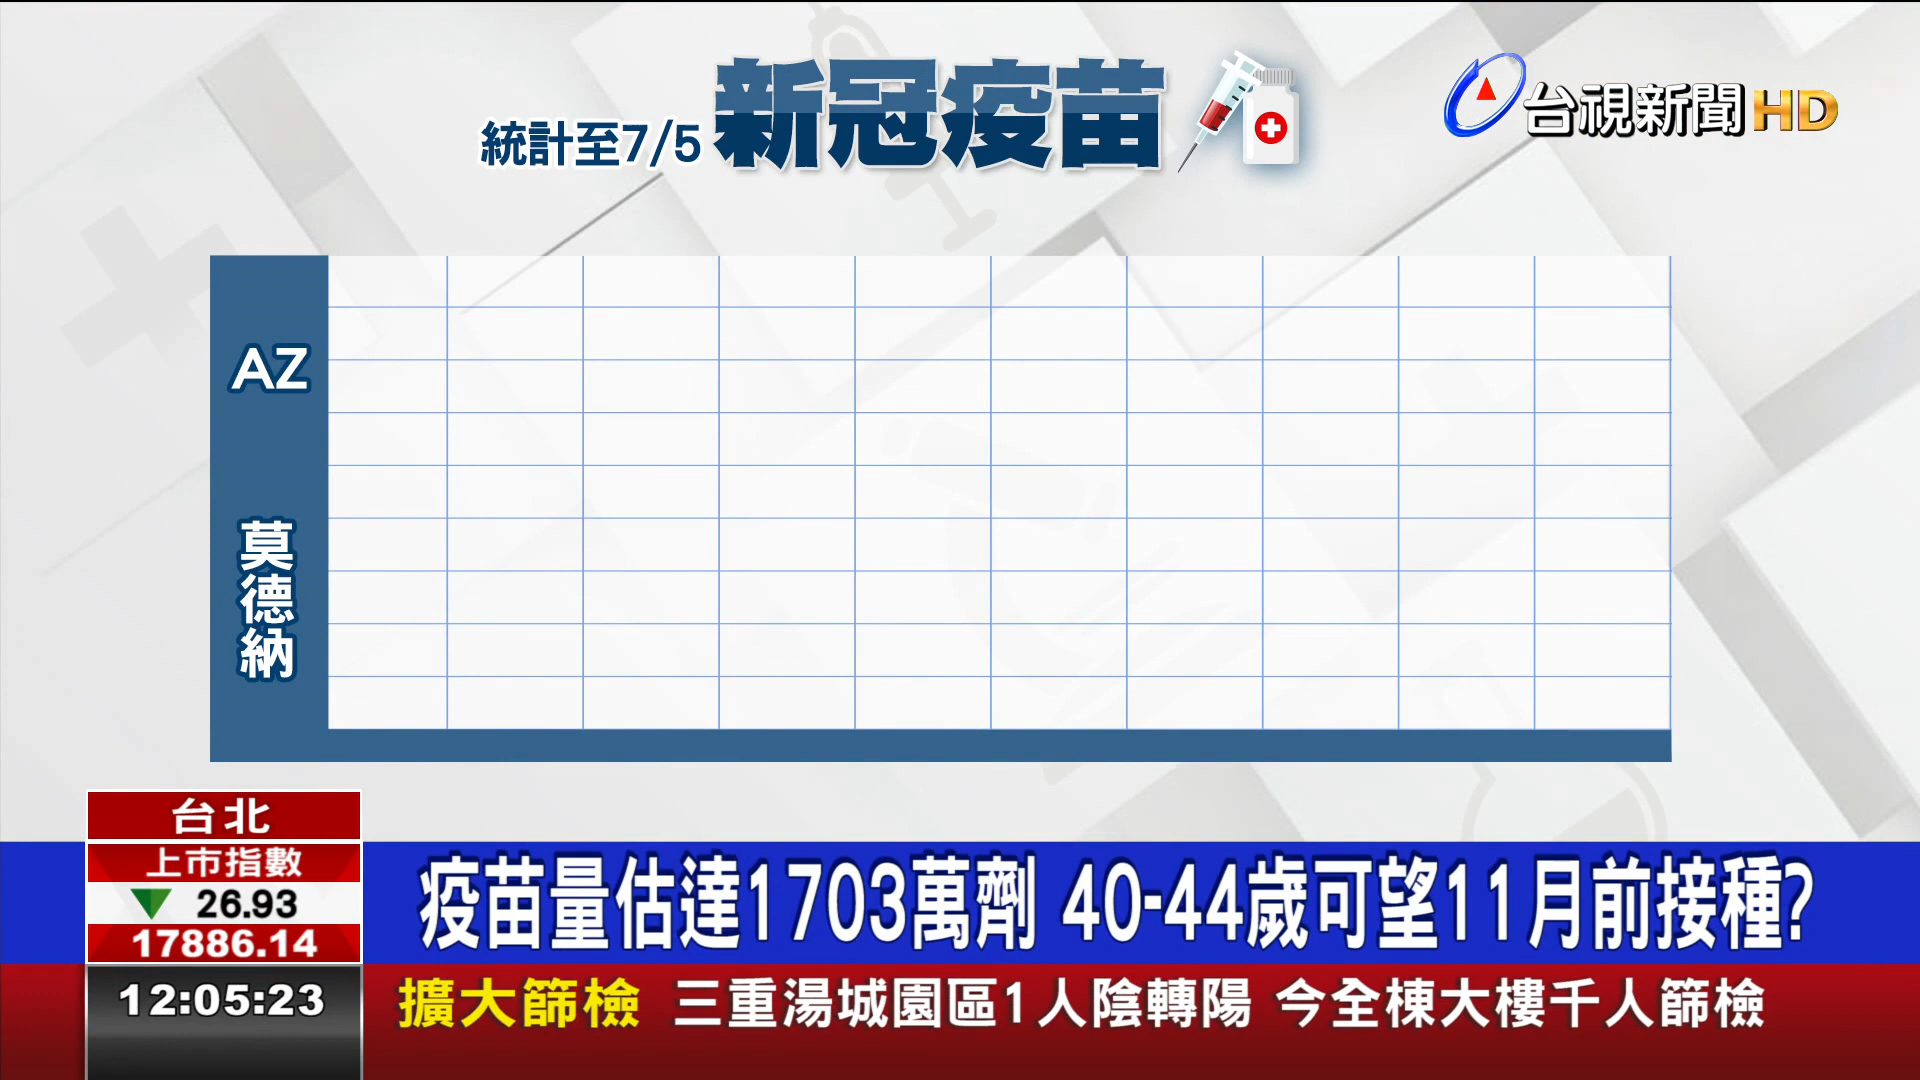 統計至7/5 新冠疫苗
台視新聞HD
AZ
莫德納
台北
上市指數
26.93
17886.14
12:05:23
疫苗量估達1703萬劑 40-44歲可望11月前接種?
擴大篩檢 三重湯城園區1人陰轉陽 今全棟大樓千人篩檢